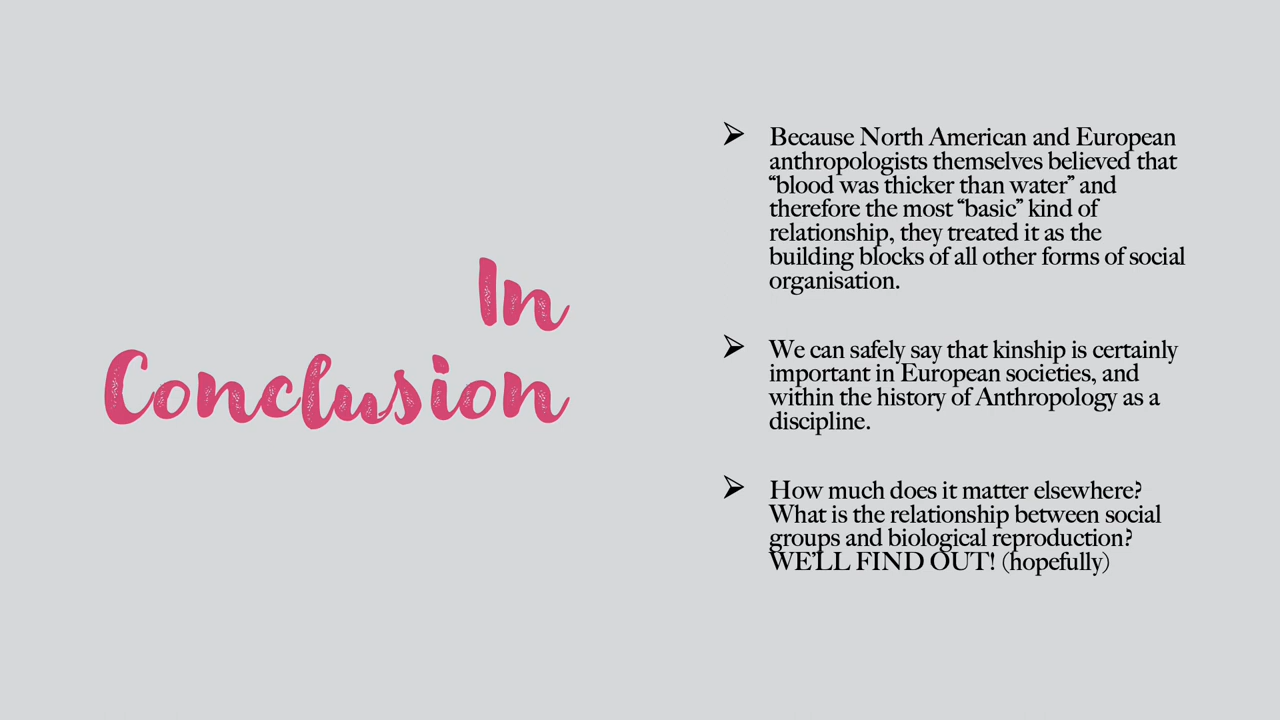 In
Conclusion
Because North American and European
anthropologists themselves believed that
“blood was thicker than water” and
therefore the most “basic” kind of
relationship, they treated it as the
building blocks of all other forms of social
organisation.
We can safely say that kinship is certainly
important in European societies, and
within the history of Anthropology as a
discipline.
How much does it matter elsewhere?
What is the relationship between social
groups and biological reproduction?
WE’LL FIND OUT! (hopefully)